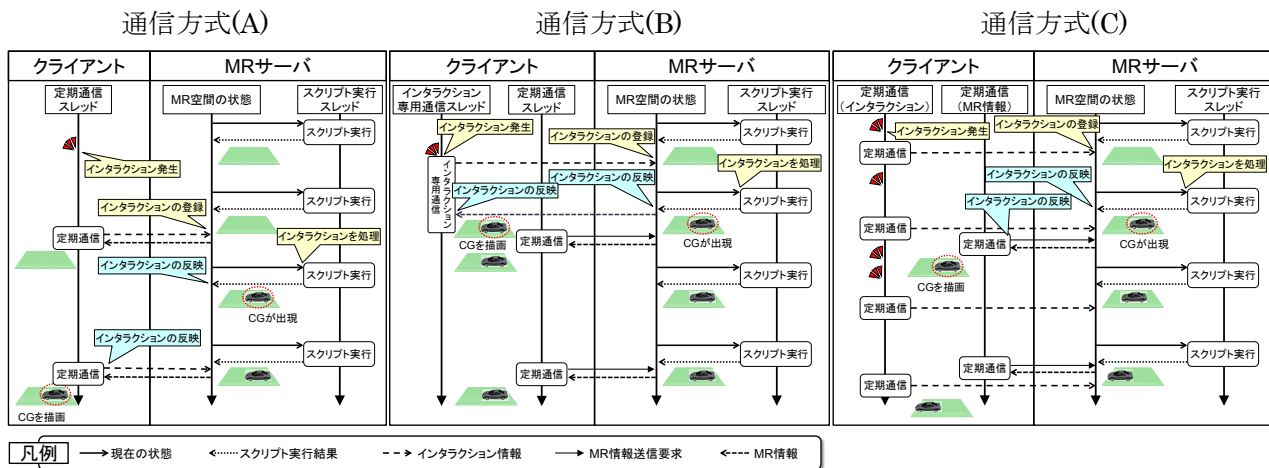 通信方式(A)
クライアント
MRサーバ
定期通信
スレッド
MR空間の状態
スクリプト実行
スレッド
スクリプト実行
インタラクション発生
スクリプト実行
インタラクションの登録
定期通信
インタラクションを処理
インタラクションの反映
スクリプト実行
CGが出現
インタラクションの反映
スクリプト実行
定期通信
CGを描画
通信方式(B)
クライアント
MRサーバ
インタラクション
専用通信スレッド
定期通信
スレッド
MR空間の状態
スクリプト実行
スレッド
インタラクション発生
インタラクションの登録
スクリプト実行
インタラクション
専用通信
インタラクションを処理
インタラクションの反映
インタラクションの反映
スクリプト実行
CGを描画
定期通信
CGが出現
スクリプト実行
スクリプト実行
定期通信
通信方式(C)
クライアント
MRサーバ
定期通信
(インタラクション)
定期通信
(MR情報)
MR空間の状態
スクリプト実行
スレッド
インタラクション発生
インタラクションの登録
スクリプト実行
定期通信
インタラクションを処理
インタラクションの反映
インタラクションの反映
スクリプト実行
定期通信
定期通信
CGが出現
CGを描画
スクリプト実行
定期通信
スクリプト実行
定期通信
定期通信
凡例
現在の状態
スクリプト実行結果
インタラクション情報
MR情報送信要求
MR情報